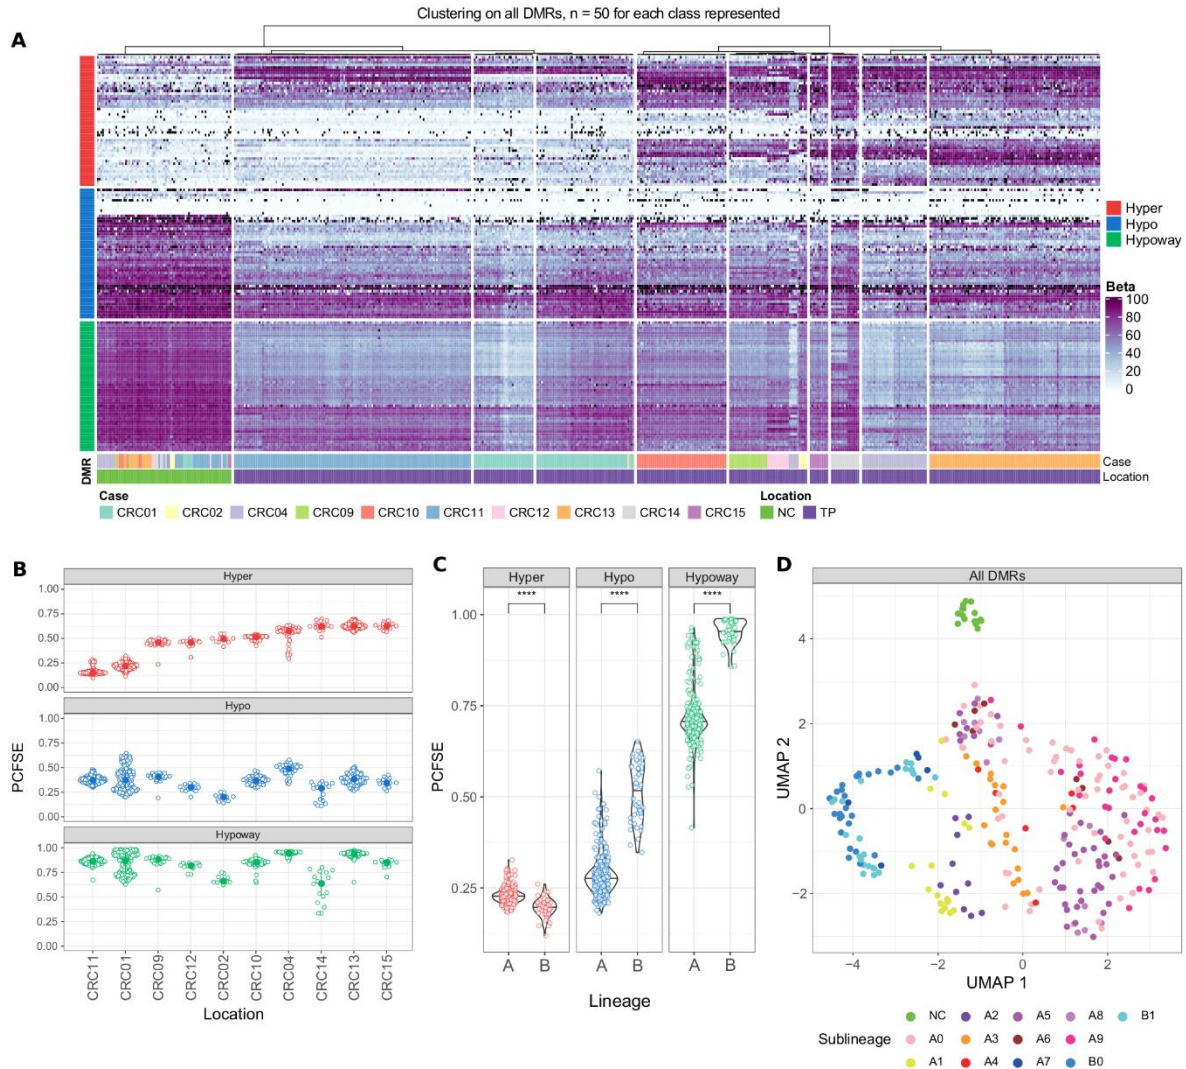 Clustering on all DMRs, n = 50 for each class represented
A
Hyper
Hypo
Hypoway
Beta
100
80
60
40
20
0
DMR
Case
Location
Case
Location
CRC01 CRC02 CRC04 CRC09 CRC10 CRC11 CRC12 CRC13 CRC14 CRC15 NC TP
B
Hyper
1.00
0.75
0.50
0.25
0.00
Hypo
1.00
0.75
0.50
0.25
0.00
Hypoway
1.00
0.75
0.50
0.25
0.00
PCFSE
CRC11 CRC01 CRC09 CRC12 CRC02 CRC10 CRC04 CRC14 CRC13 CRC15
Location
C
Hyper Hypo Hypoway
**** **** ****
1.00
0.75
0.50
0.25
PCFSE
A B A B A B
Lineage
D
All DMRs
4
2
0
−2
UMAP 2
−4 −2 0 2
UMAP 1
Sublineage
NC A2 A5 A8 B1
A0 A3 A6 A9
A1 A4 A7 B0